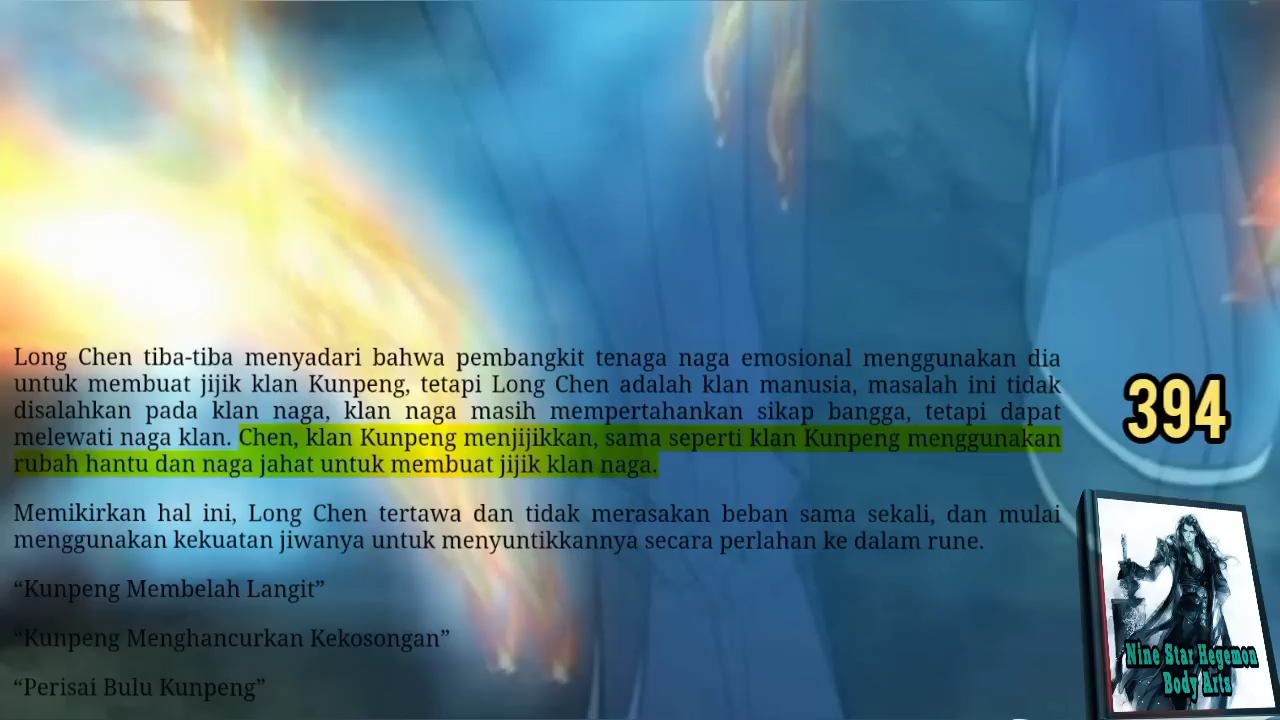 Long Chen tiba-tiba menyadari bahwa pembangkit tenaga naga emosional menggunakan dia
untuk membuat jijik klan Kunpeng, tetapi Long Chen adalah klan manusia, masalah ini tidak
disalahkan pada klan naga, klan naga masih mempertahankan sikap bangga, tetapi dapat
melewati naga klan. Chen, klan Kunpeng menjijikkan, sama seperti klan Kunpeng menggunakan
rubah hantu dan naga jahat untuk membuat jijik klan naga.
Memikirkan hal ini, Long Chen tertawa dan tidak merasakan beban sama sekali, dan mulai
menggunakan kekuatan jiwanya untuk menyuntikkannya secara perlahan ke dalam rune.
“Kunpeng Membelah Langit”
“Kunpeng Menghancurkan Kekosongan”
“Perisai Bulu Kunpeng”
394
Nine Star Hegemon
Body Arts